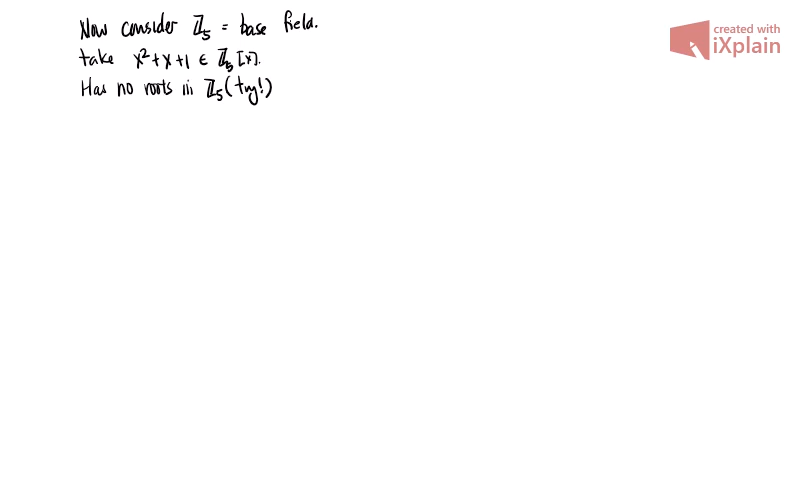 Now consider ℤ₅ = base field.
take x² + x + 1 ∈ ℤ₅[x].
Has no roots in ℤ₅ (try!)
created with
iXplain